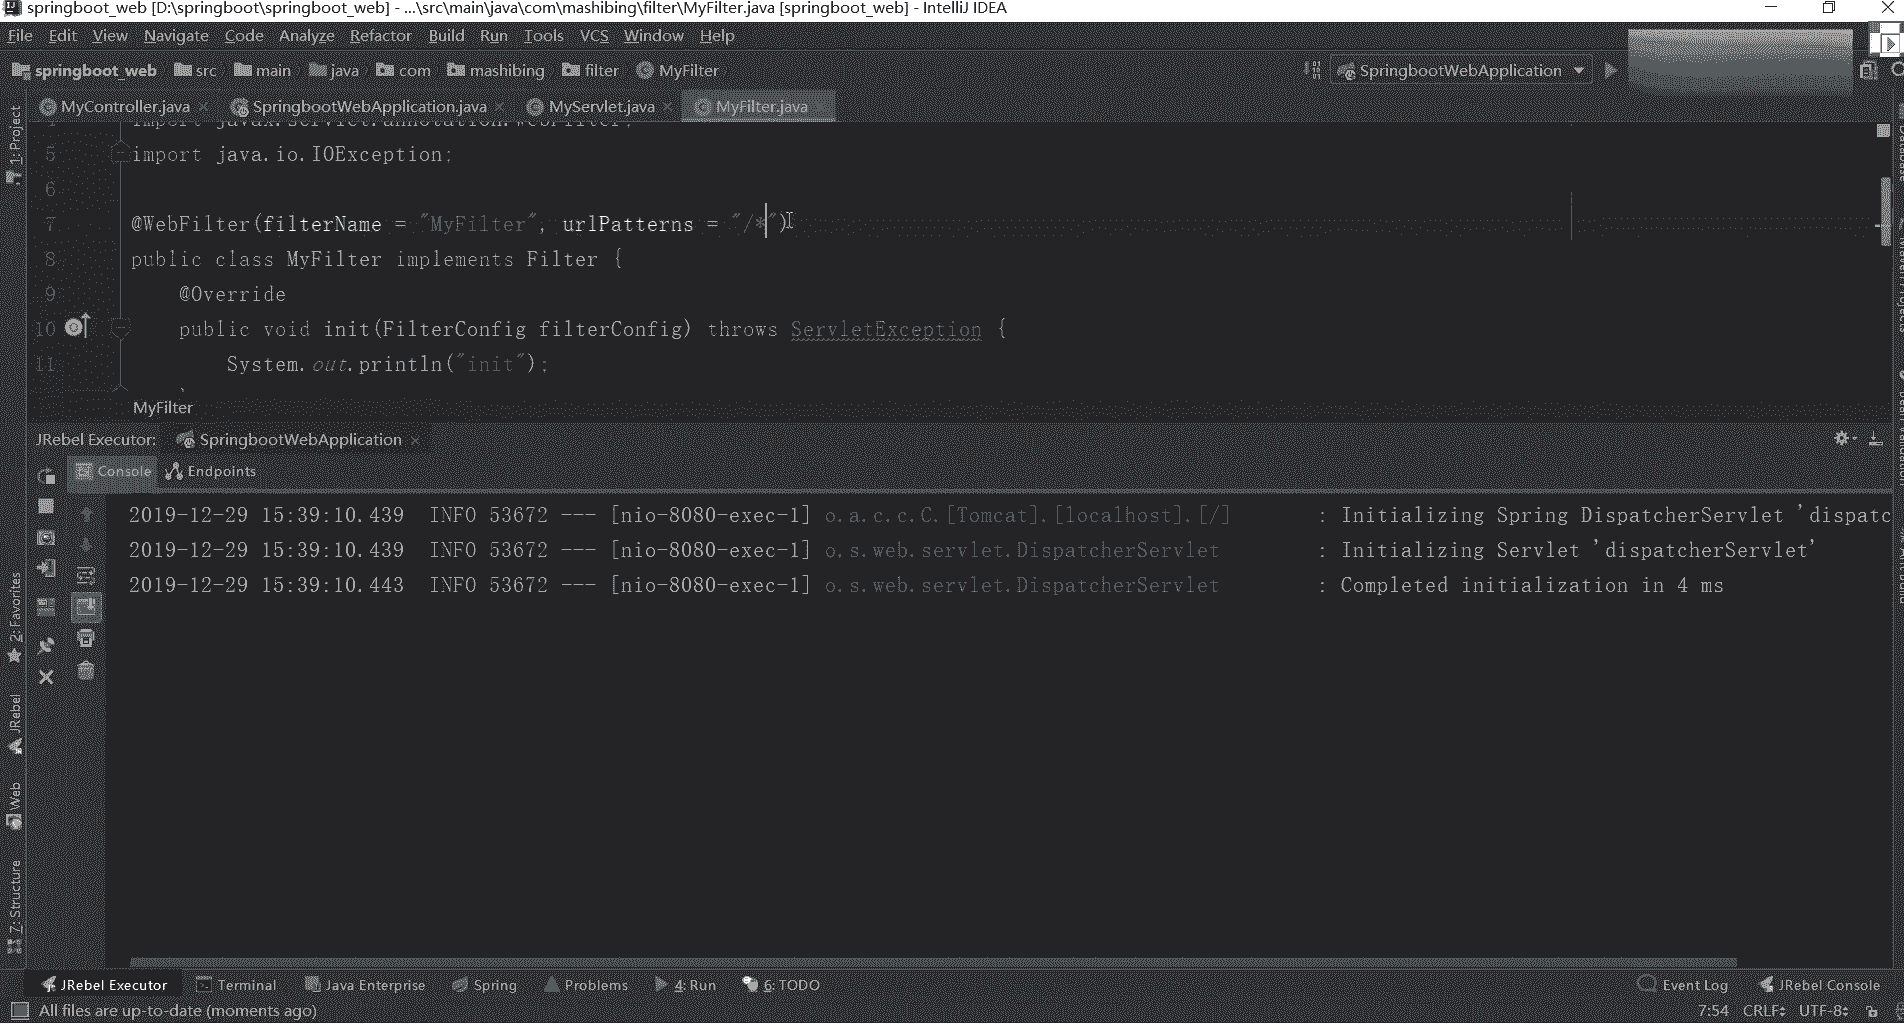 springboot_web [D:\springboot\springboot_web] - ...\src\main\java\com\mashibing\filter\MyFilter.java [springboot_web] - IntelliJ IDEA
File Edit View Navigate Code Analyze Refactor Build Run Tools VCS Window Help
springboot_web src main java com mashibing filter MyFilter SpringbootWebApplication
MyController.java SpringbootWebApplication.java MyServlet.java MyFilter.java
import javax.servlet.annotation.WebFilter;
5 import java.io.IOException;
6
7 @WebFilter(filterName = "MyFilter", urlPatterns = "/*")
8 public class MyFilter implements Filter {
9 @Override
10 public void init(FilterConfig filterConfig) throws ServletException {
11 System.out.println("init");
MyFilter
JRebel Executor: SpringbootWebApplication
Console Endpoints
2019-12-29 15:39:10.439 INFO 53672 --- [nio-8080-exec-1] o.a.c.c.C.[Tomcat].[localhost].[/] : Initializing Spring DispatcherServlet 'dispatc
2019-12-29 15:39:10.439 INFO 53672 --- [nio-8080-exec-1] o.s.web.servlet.DispatcherServlet : Initializing Servlet 'dispatcherServlet'
2019-12-29 15:39:10.443 INFO 53672 --- [nio-8080-exec-1] o.s.web.servlet.DispatcherServlet : Completed initialization in 4 ms
1: Project
2: Favorites
JRebel
Web
7: Structure
JRebel Executor Terminal Java Enterprise Spring Problems 4: Run 6: TODO Event Log JRebel Console
All files are up-to-date (moments ago) 7:54 CRLF UTF-8